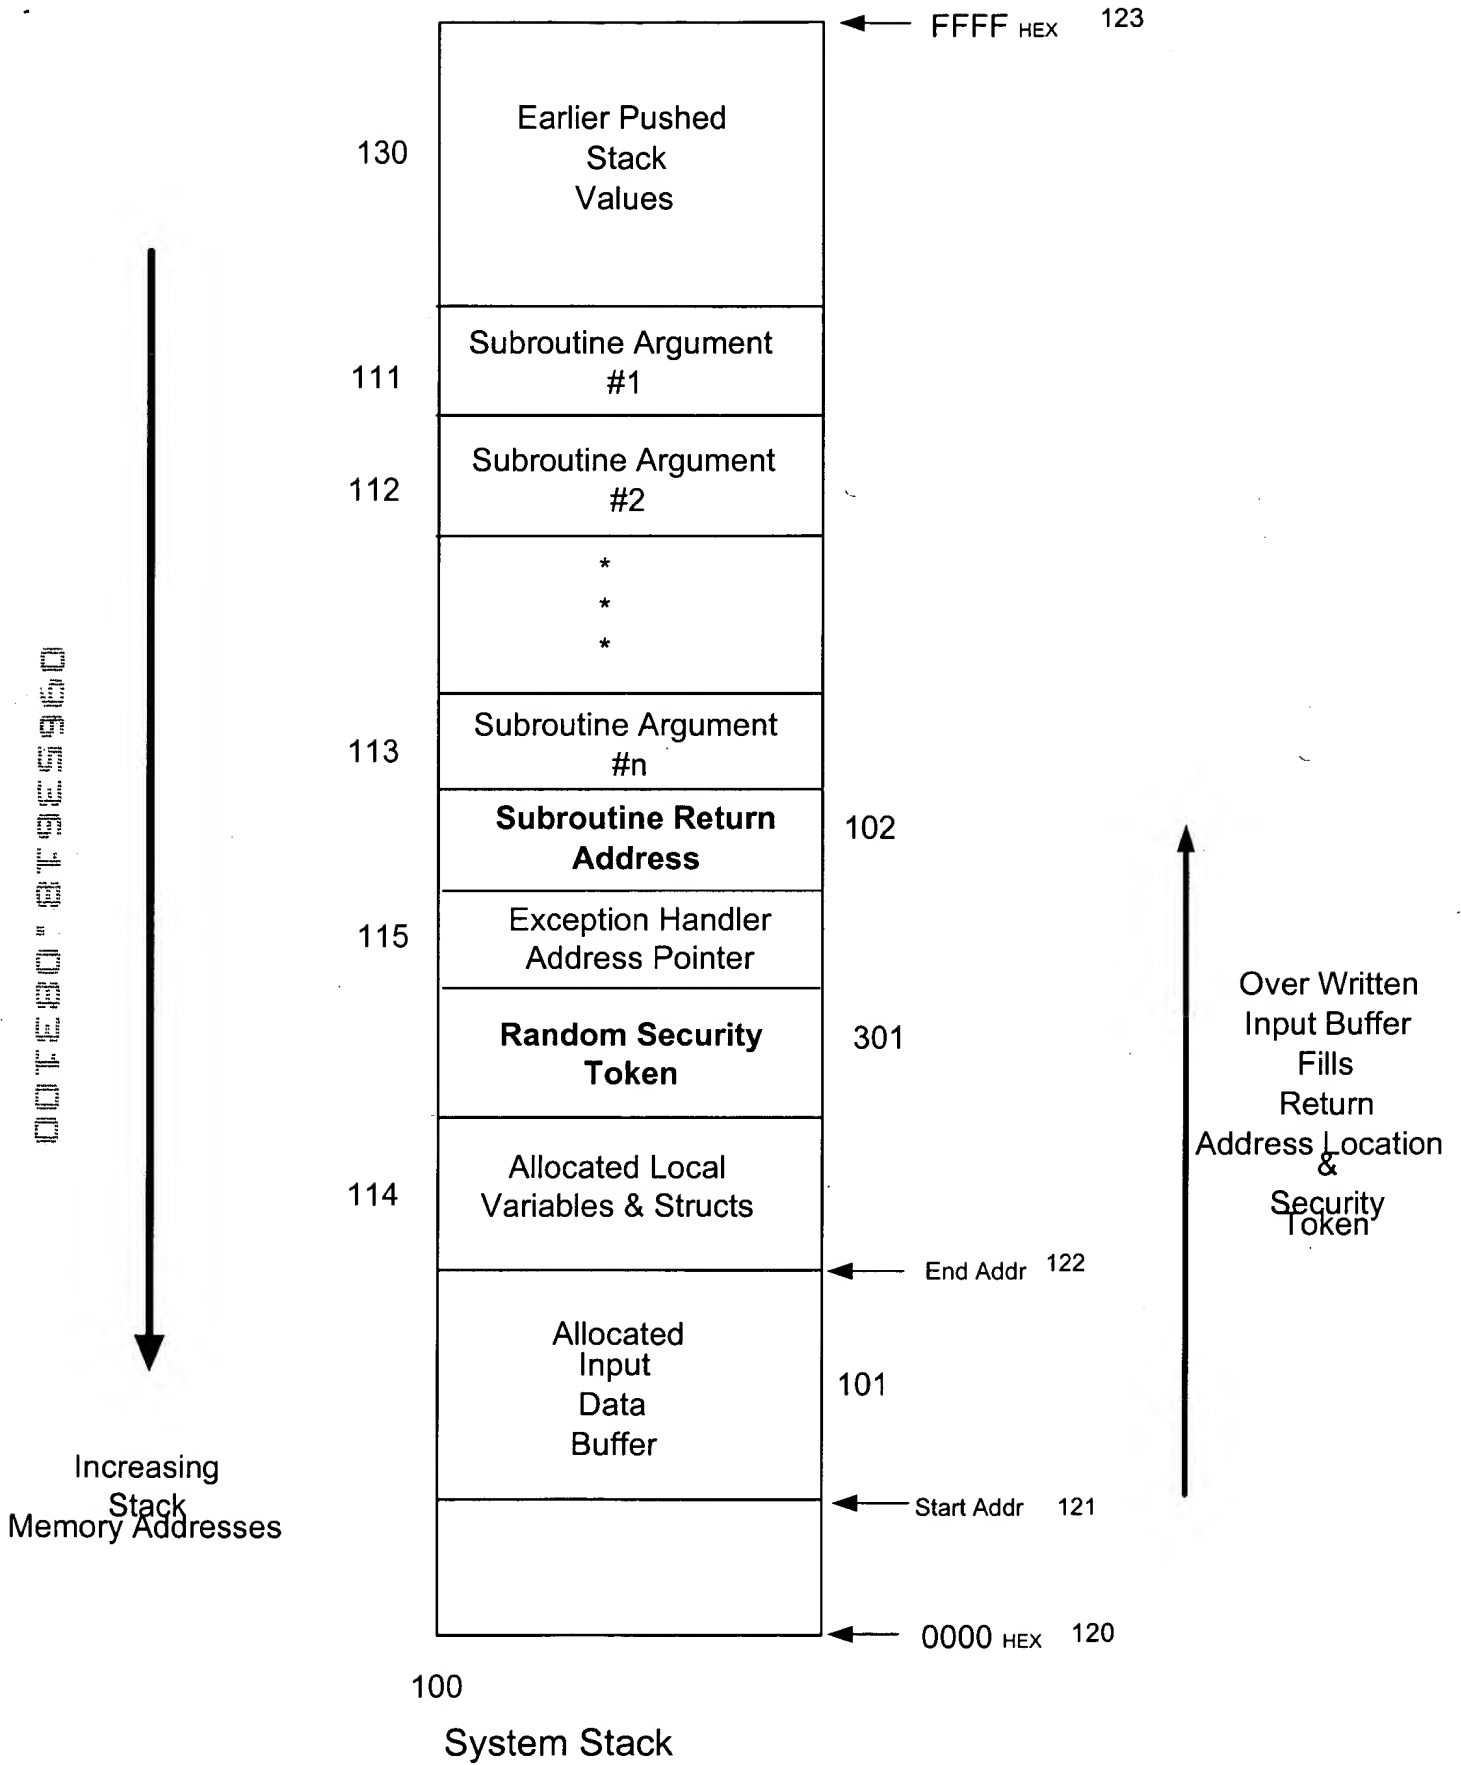 FFFF HEX 123
130
Earlier Pushed
Stack
Values
111
Subroutine Argument
#1
112
Subroutine Argument
#2
*
*
*
113
Subroutine Argument
#n
Subroutine Return
Address
102
115
Exception Handler
Address Pointer
Random Security
Token
301
114
Allocated Local
Variables & Structs
End Addr 122
Allocated
Input
Data
Buffer
101
Start Addr 121
0000 HEX 120
100
System Stack
Increasing
Stack
Memory Addresses
Over Written
Input Buffer
Fills
Return
Address Location
&
Security
Token